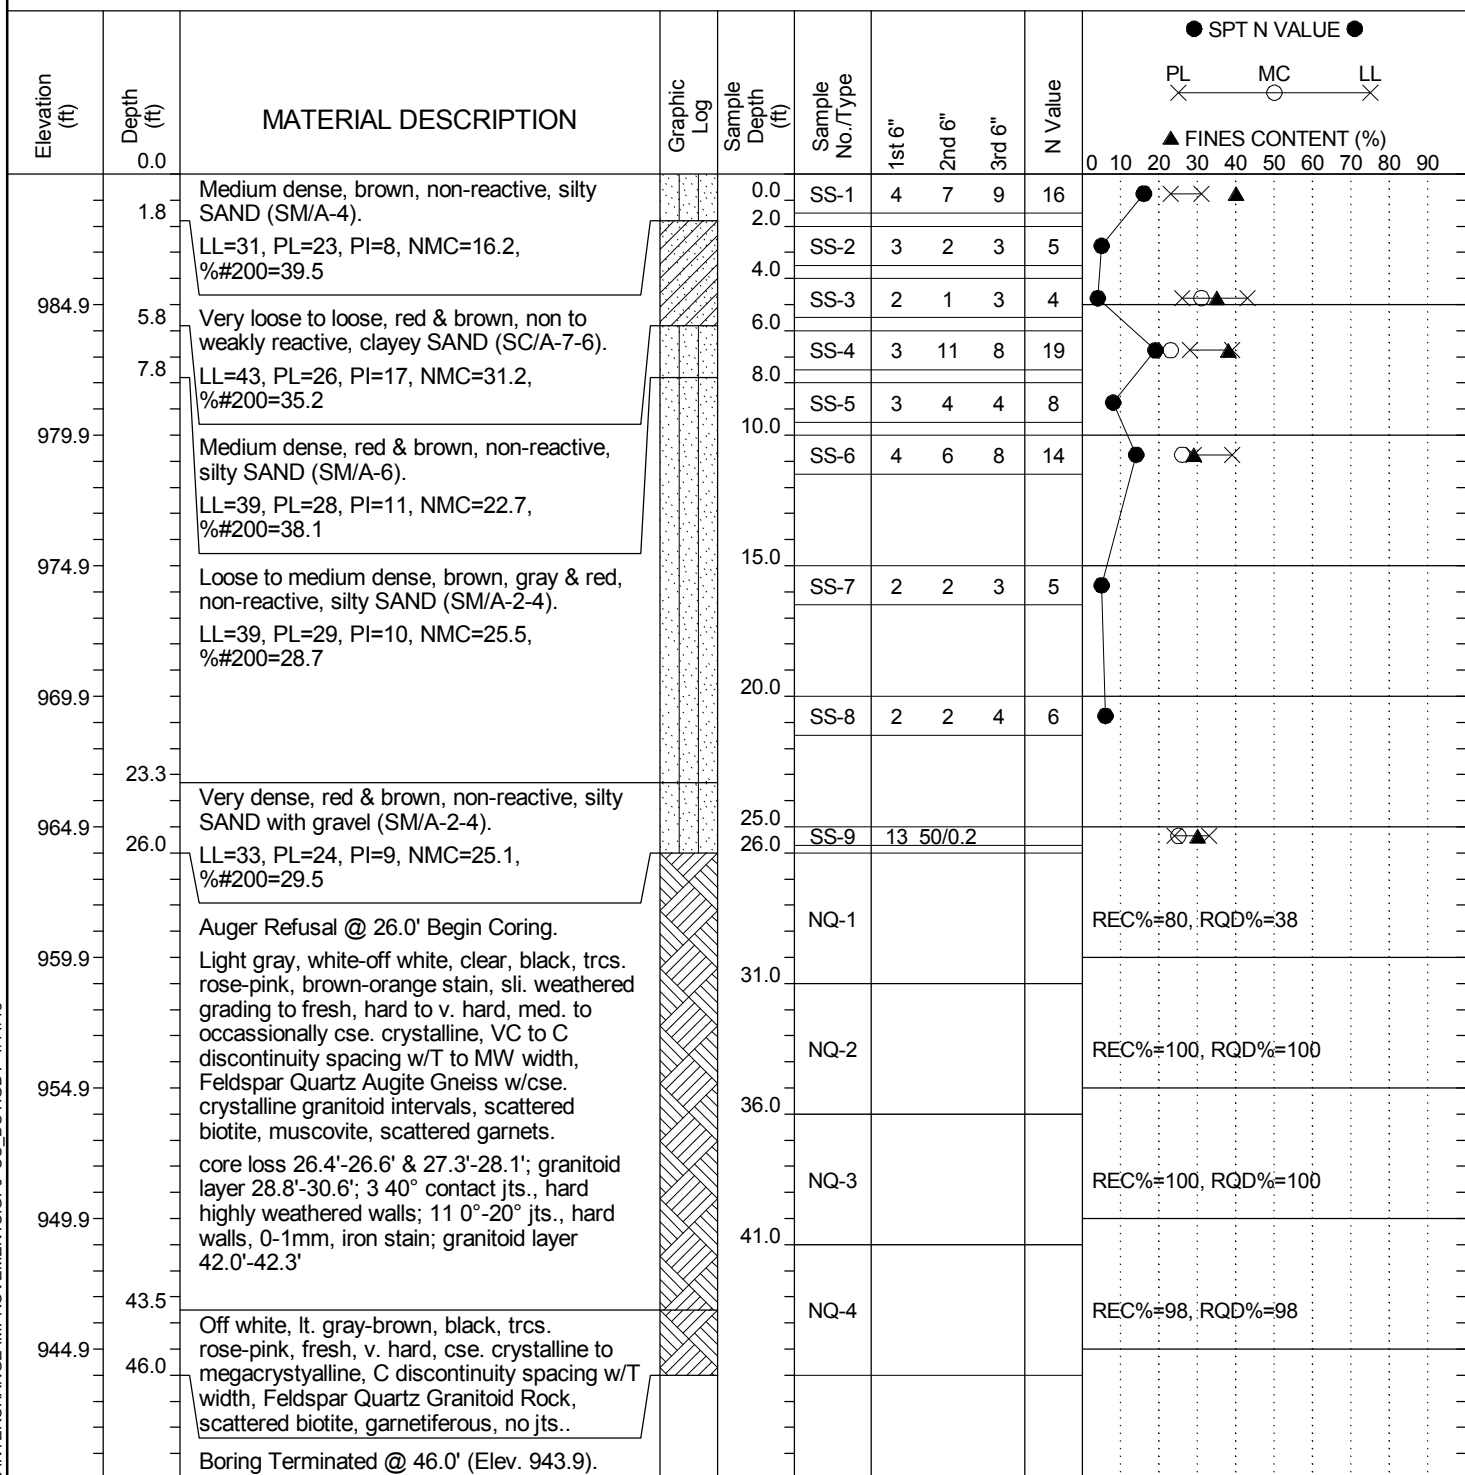 Elevation (ft)
Depth (ft)
0.0
MATERIAL DESCRIPTION
Graphic Log
Sample Depth (ft)
Sample No./Type
1st 6"
2nd 6"
3rd 6"
N Value
● SPT N VALUE ●
PL MC LL
▲ FINES CONTENT (%)
0 10 20 30 40 50 60 70 80 90
Medium dense, brown, non-reactive, silty
SAND (SM/A-4).
LL=31, PL=23, PI=8, NMC=16.2,
%#200=39.5
1.8
0.0 SS-1 4 7 9 16
2.0
SS-2 3 2 3 5
4.0
984.9
SS-3 2 1 3 4
5.8
Very loose to loose, red & brown, non to
weakly reactive, clayey SAND (SC/A-7-6).
LL=43, PL=26, PI=17, NMC=31.2,
%#200=35.2
6.0
SS-4 3 11 8 19
7.8
8.0
SS-5 3 4 4 8
979.9
10.0
Medium dense, red & brown, non-reactive,
silty SAND (SM/A-6).
LL=39, PL=28, PI=11, NMC=22.7,
%#200=38.1
SS-6 4 6 8 14
974.9
15.0
Loose to medium dense, brown, gray & red,
non-reactive, silty SAND (SM/A-2-4).
LL=39, PL=29, PI=10, NMC=25.5,
%#200=28.7
SS-7 2 2 3 5
969.9
20.0
SS-8 2 2 4 6
23.3
Very dense, red & brown, non-reactive, silty
SAND with gravel (SM/A-2-4).
LL=33, PL=24, PI=9, NMC=25.1,
%#200=29.5
964.9
25.0
SS-9 13 50/0.2
26.0
26.0
Auger Refusal @ 26.0' Begin Coring.
NQ-1 REC%=80, RQD%=38
959.9
31.0
Light gray, white-off white, clear, black, trcs.
rose-pink, brown-orange stain, sli. weathered
grading to fresh, hard to v. hard, med. to
occassionally cse. crystalline, VC to C
discontinuity spacing w/T to MW width,
Feldspar Quartz Augite Gneiss w/cse.
crystalline granitoid intervals, scattered
biotite, muscovite, scattered garnets.
NQ-2 REC%=100, RQD%=100
954.9
36.0
core loss 26.4'-26.6' & 27.3'-28.1'; granitoid
layer 28.8'-30.6'; 3 40° contact jts., hard
highly weathered walls; 11 0°-20° jts., hard
walls, 0-1mm, iron stain; granitoid layer
42.0'-42.3'
NQ-3 REC%=100, RQD%=100
949.9
41.0
43.5
NQ-4 REC%=98, RQD%=98
944.9
46.0
Off white, lt. gray-brown, black, trcs.
rose-pink, fresh, v. hard, cse. crystalline to
megacrystyalline, C discontinuity spacing w/T
width, Feldspar Quartz Granitoid Rock,
scattered biotite, garnetiferous, no jts..
Boring Terminated @ 46.0' (Elev. 943.9).